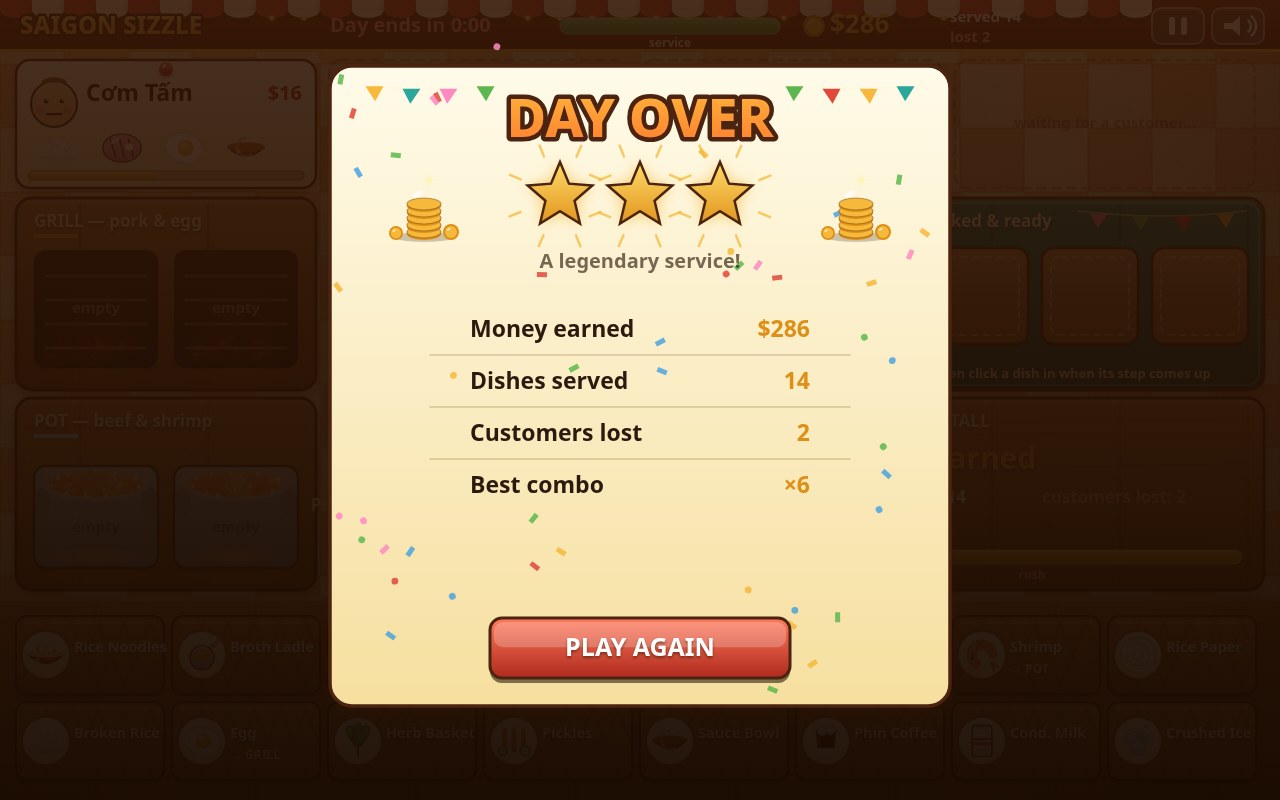 SAIGON SIZZLE
Day ends in 0:00
service
$286
served 14
lost 2
Cơm Tấm
$16
waiting for a customer...
GRILL — pork & egg
empty
empty
ked & ready
en click a dish in when its step comes up
POT — beef & shrimp
empty
empty
TALL
arned
14
customers lost: 2
rush
DAY OVER
A legendary service!
Money earned $286
Dishes served 14
Customers lost 2
Best combo ×6
PLAY AGAIN
Rice Noodles
Broth Ladle
Shrimp
→ POT
Rice Paper
Broken Rice
Egg
→ GRILL
Herb Basket
Pickles
Sauce Bowl
Phin Coffee
Cond. Milk
Crushed Ice